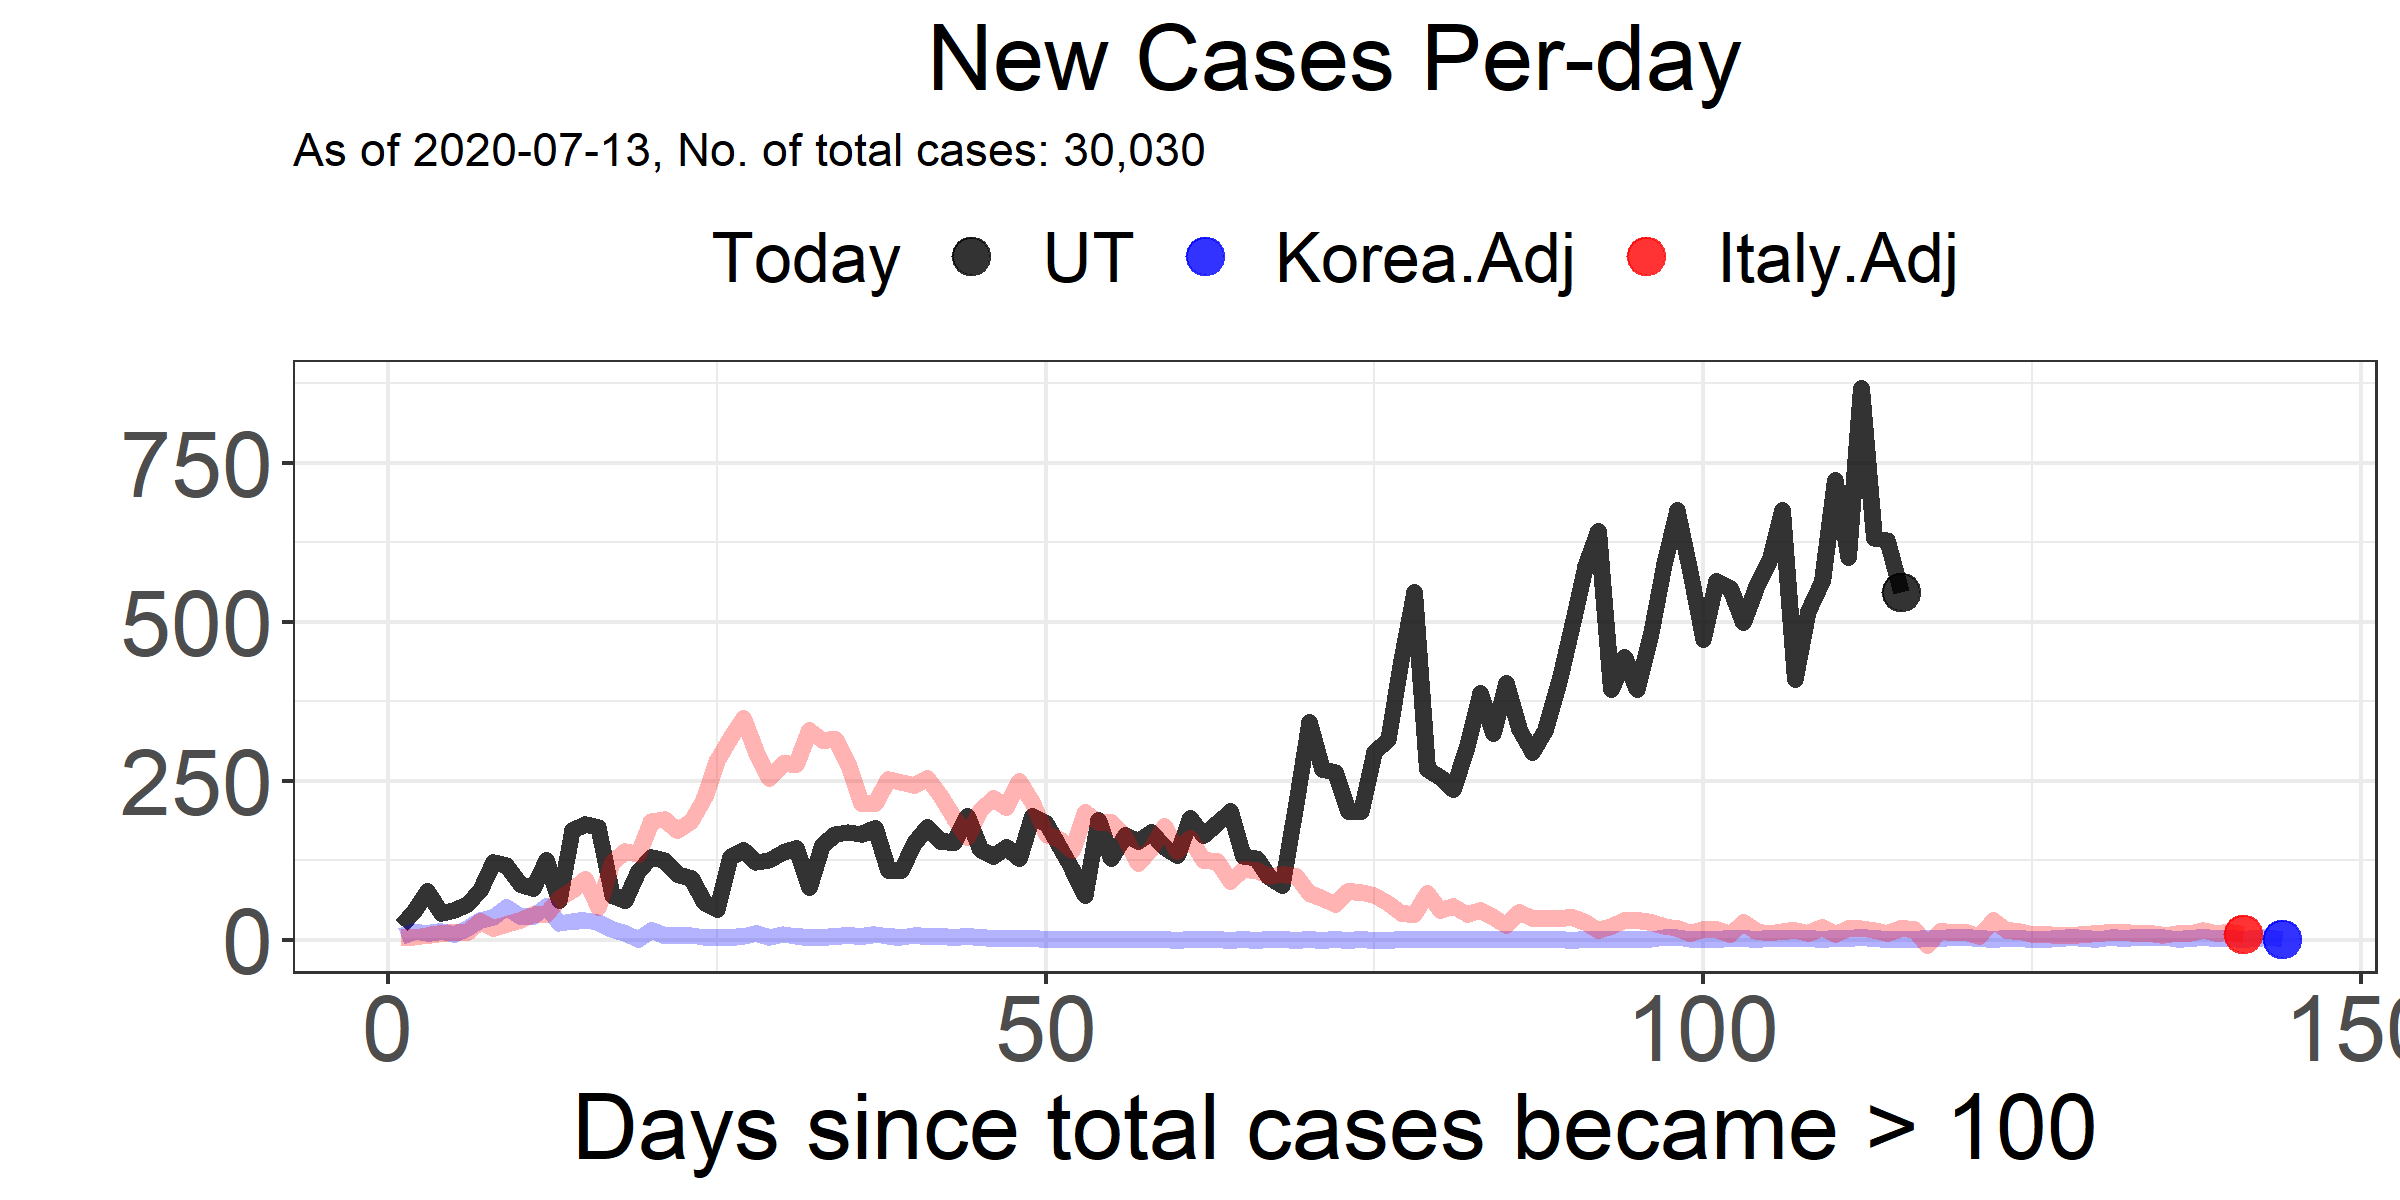 New Cases Per-day
As of 2020-07-13, No. of total cases: 30,030
Today UT Korea.Adj Italy.Adj
750
500
250
0
0 50 100 150
Days since total cases became > 100